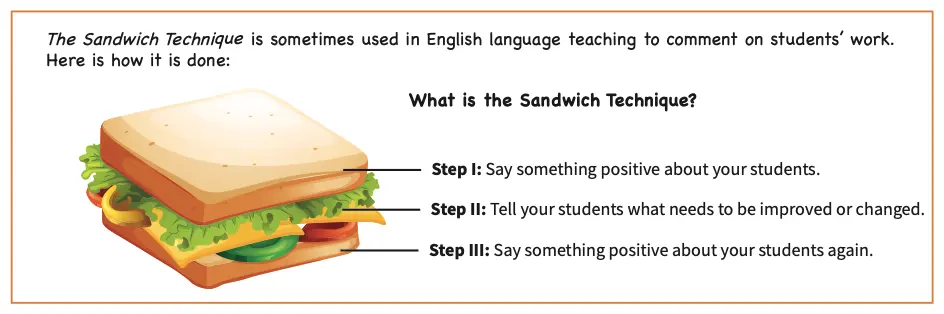 The Sandwich Technique is sometimes used in English language teaching to comment on students' work.
Here is how it is done:
What is the Sandwich Technique?
Step I: Say something positive about your students.
Step II: Tell your students what needs to be improved or changed.
Step III: Say something positive about your students again.